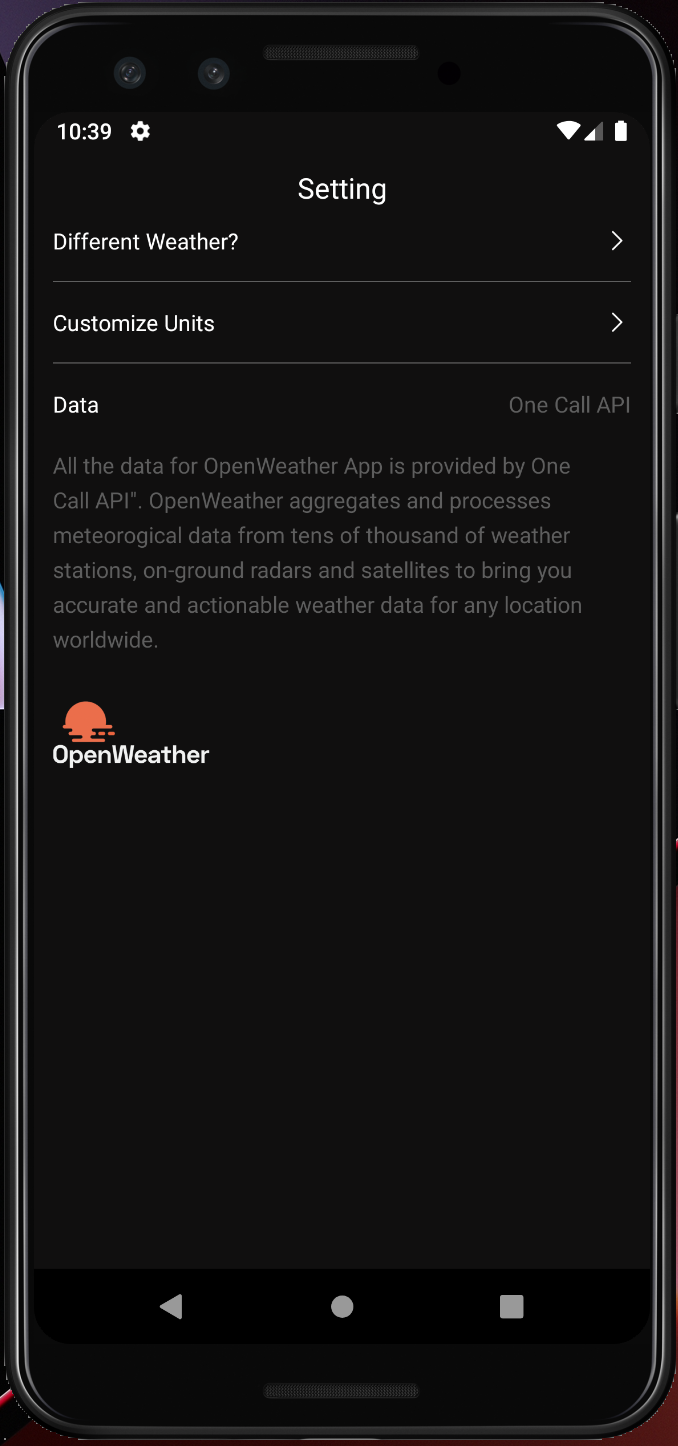 10:39
Setting
Different Weather?
Customize Units
Data
One Call API
All the data for OpenWeather App is provided by One
Call API". OpenWeather aggregates and processes
meteorogical data from tens of thousand of weather
stations, on-ground radars and satellites to bring you
accurate and actionable weather data for any location
worldwide.
OpenWeather